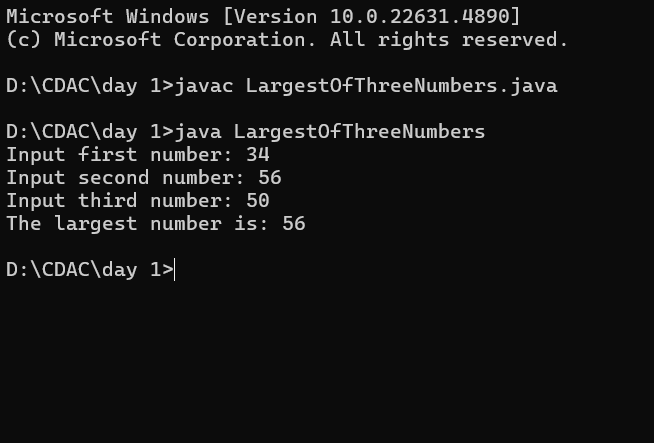 Microsoft Windows [Version 10.0.22631.4890]
(c) Microsoft Corporation. All rights reserved.
D:\CDAC\day 1>javac LargestOfThreeNumbers.java
D:\CDAC\day 1>java LargestOfThreeNumbers
Input first number: 34
Input second number: 56
Input third number: 50
The largest number is: 56
D:\CDAC\day 1>